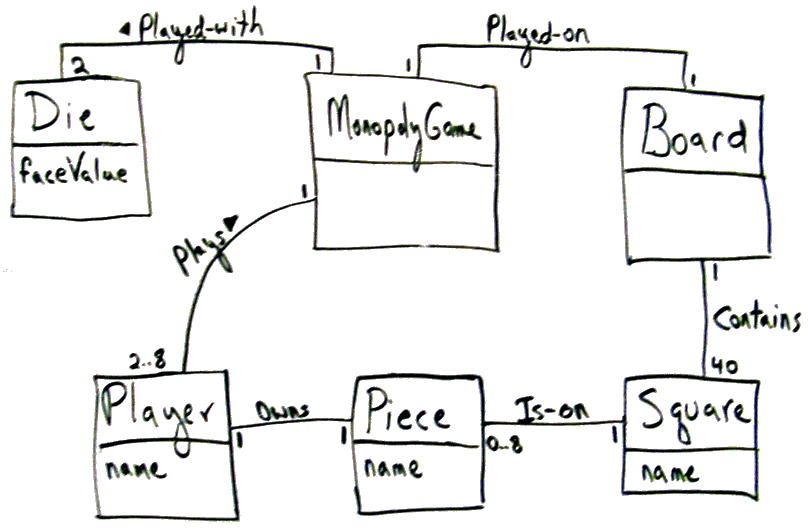 ◄ Played-with
Played-on
2
1
1
1
Die
faceValue
MonopolyGame
Board
1
Plays ►
1
Contains
2..8
40
Player
name
Owns
1
1
Piece
name
Is-on
0..8
1
Square
name